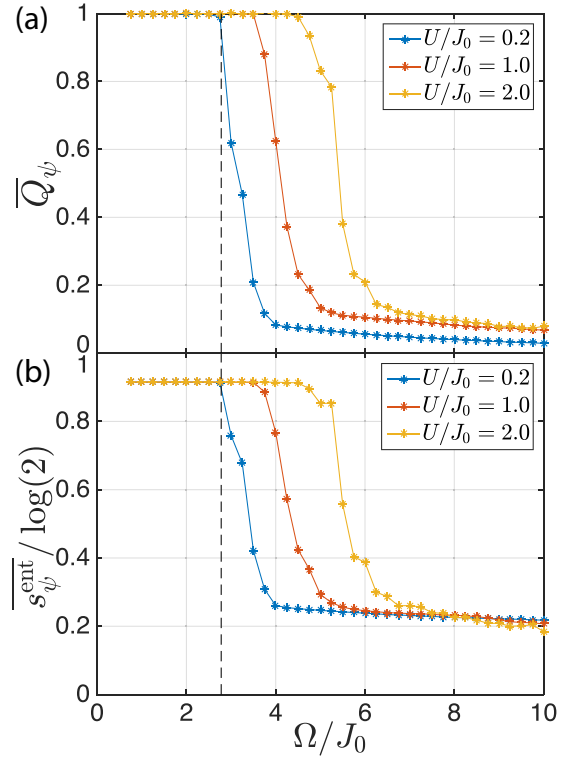 (a)
1
0.8
0.6
0.4
0.2
0
Q̅_ψ
U/J₀ = 0.2
U/J₀ = 1.0
U/J₀ = 2.0
(b)
1
0.8
0.6
0.4
0.2
0
s̅_ψ^ent / log(2)
U/J₀ = 0.2
U/J₀ = 1.0
U/J₀ = 2.0
0 2 4 6 8 10
Ω/J₀